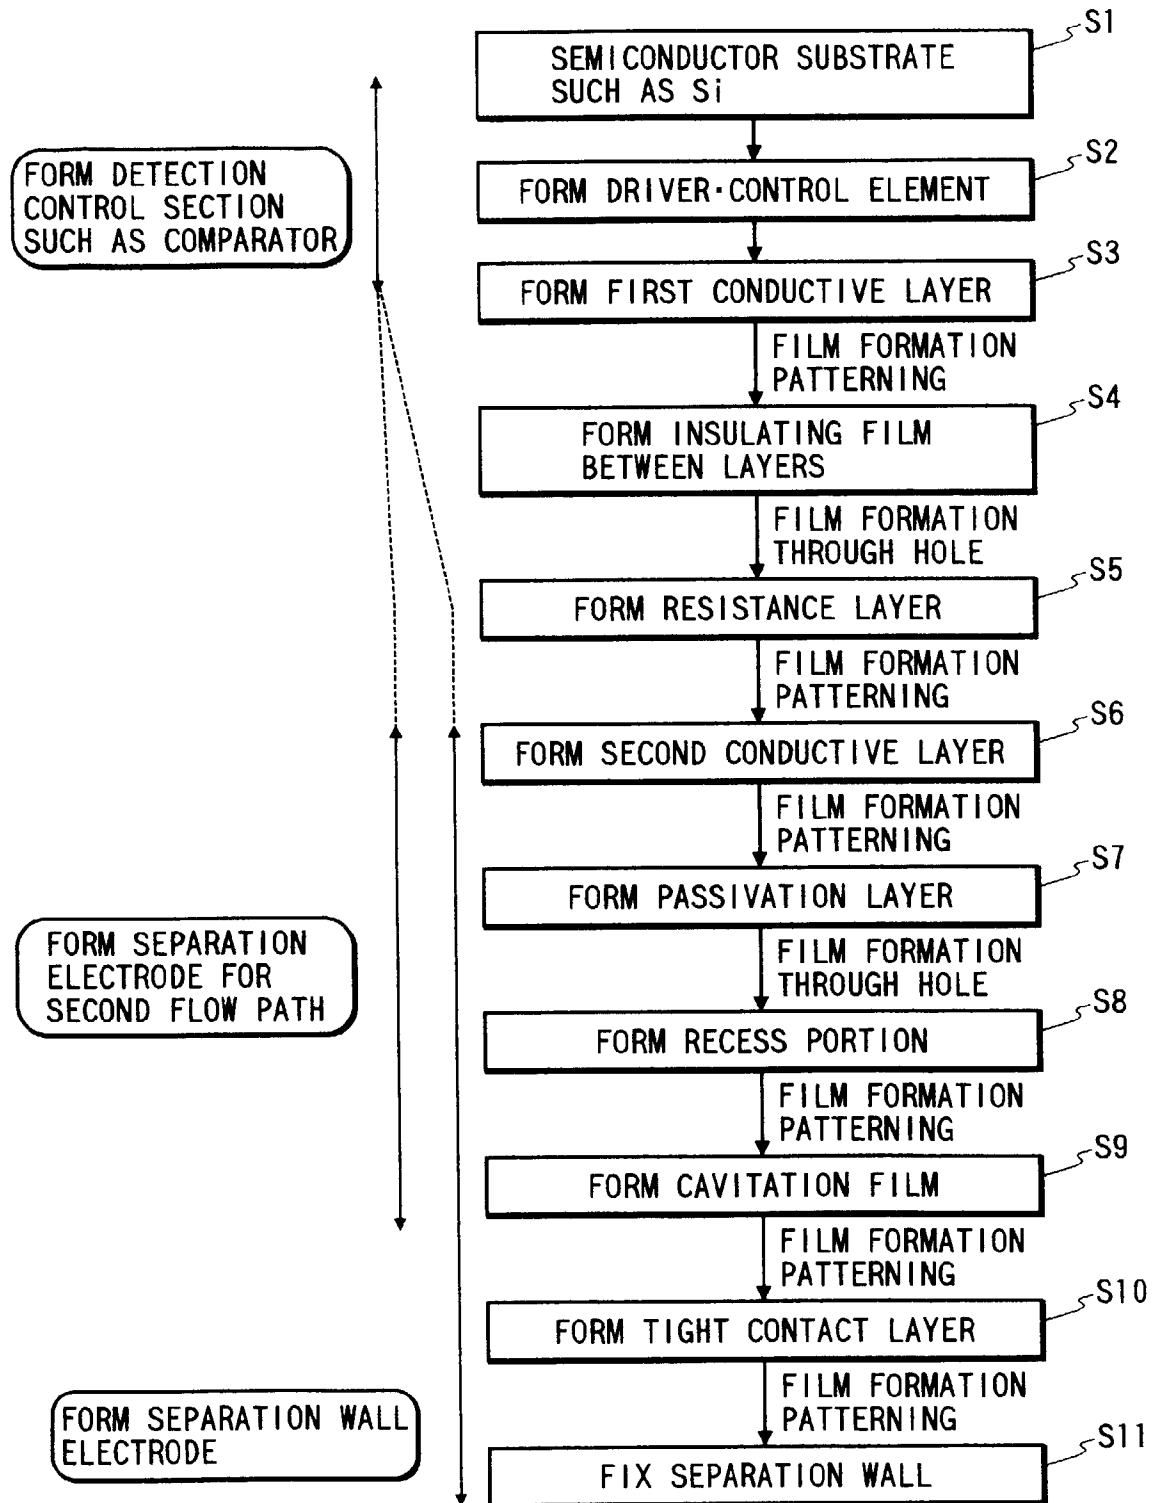 S1
SEMICONDUCTOR SUBSTRATE
SUCH AS Si
S2
FORM DRIVER·CONTROL ELEMENT
FORM DETECTION
CONTROL SECTION
SUCH AS COMPARATOR
S3
FORM FIRST CONDUCTIVE LAYER
FILM FORMATION
PATTERNING
S4
FORM INSULATING FILM
BETWEEN LAYERS
FILM FORMATION
THROUGH HOLE
S5
FORM RESISTANCE LAYER
FILM FORMATION
PATTERNING
S6
FORM SECOND CONDUCTIVE LAYER
FILM FORMATION
PATTERNING
S7
FORM PASSIVATION LAYER
FORM SEPARATION
ELECTRODE FOR
SECOND FLOW PATH
FILM FORMATION
THROUGH HOLE
S8
FORM RECESS PORTION
FILM FORMATION
PATTERNING
S9
FORM CAVITATION FILM
FILM FORMATION
PATTERNING
S10
FORM TIGHT CONTACT LAYER
FILM FORMATION
PATTERNING
FORM SEPARATION WALL
ELECTRODE
S11
FIX SEPARATION WALL